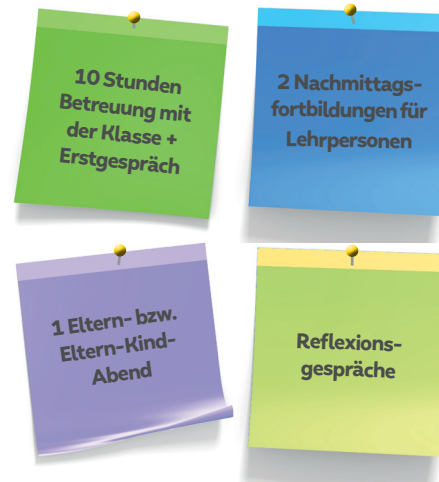 10 Stunden
Betreuung mit
der Klasse +
Erstgespräch
2 Nachmittags-
fortbildungen für
Lehrpersonen
1 Eltern- bzw.
Eltern-Kind-
Abend
Reflexions-
gespräche